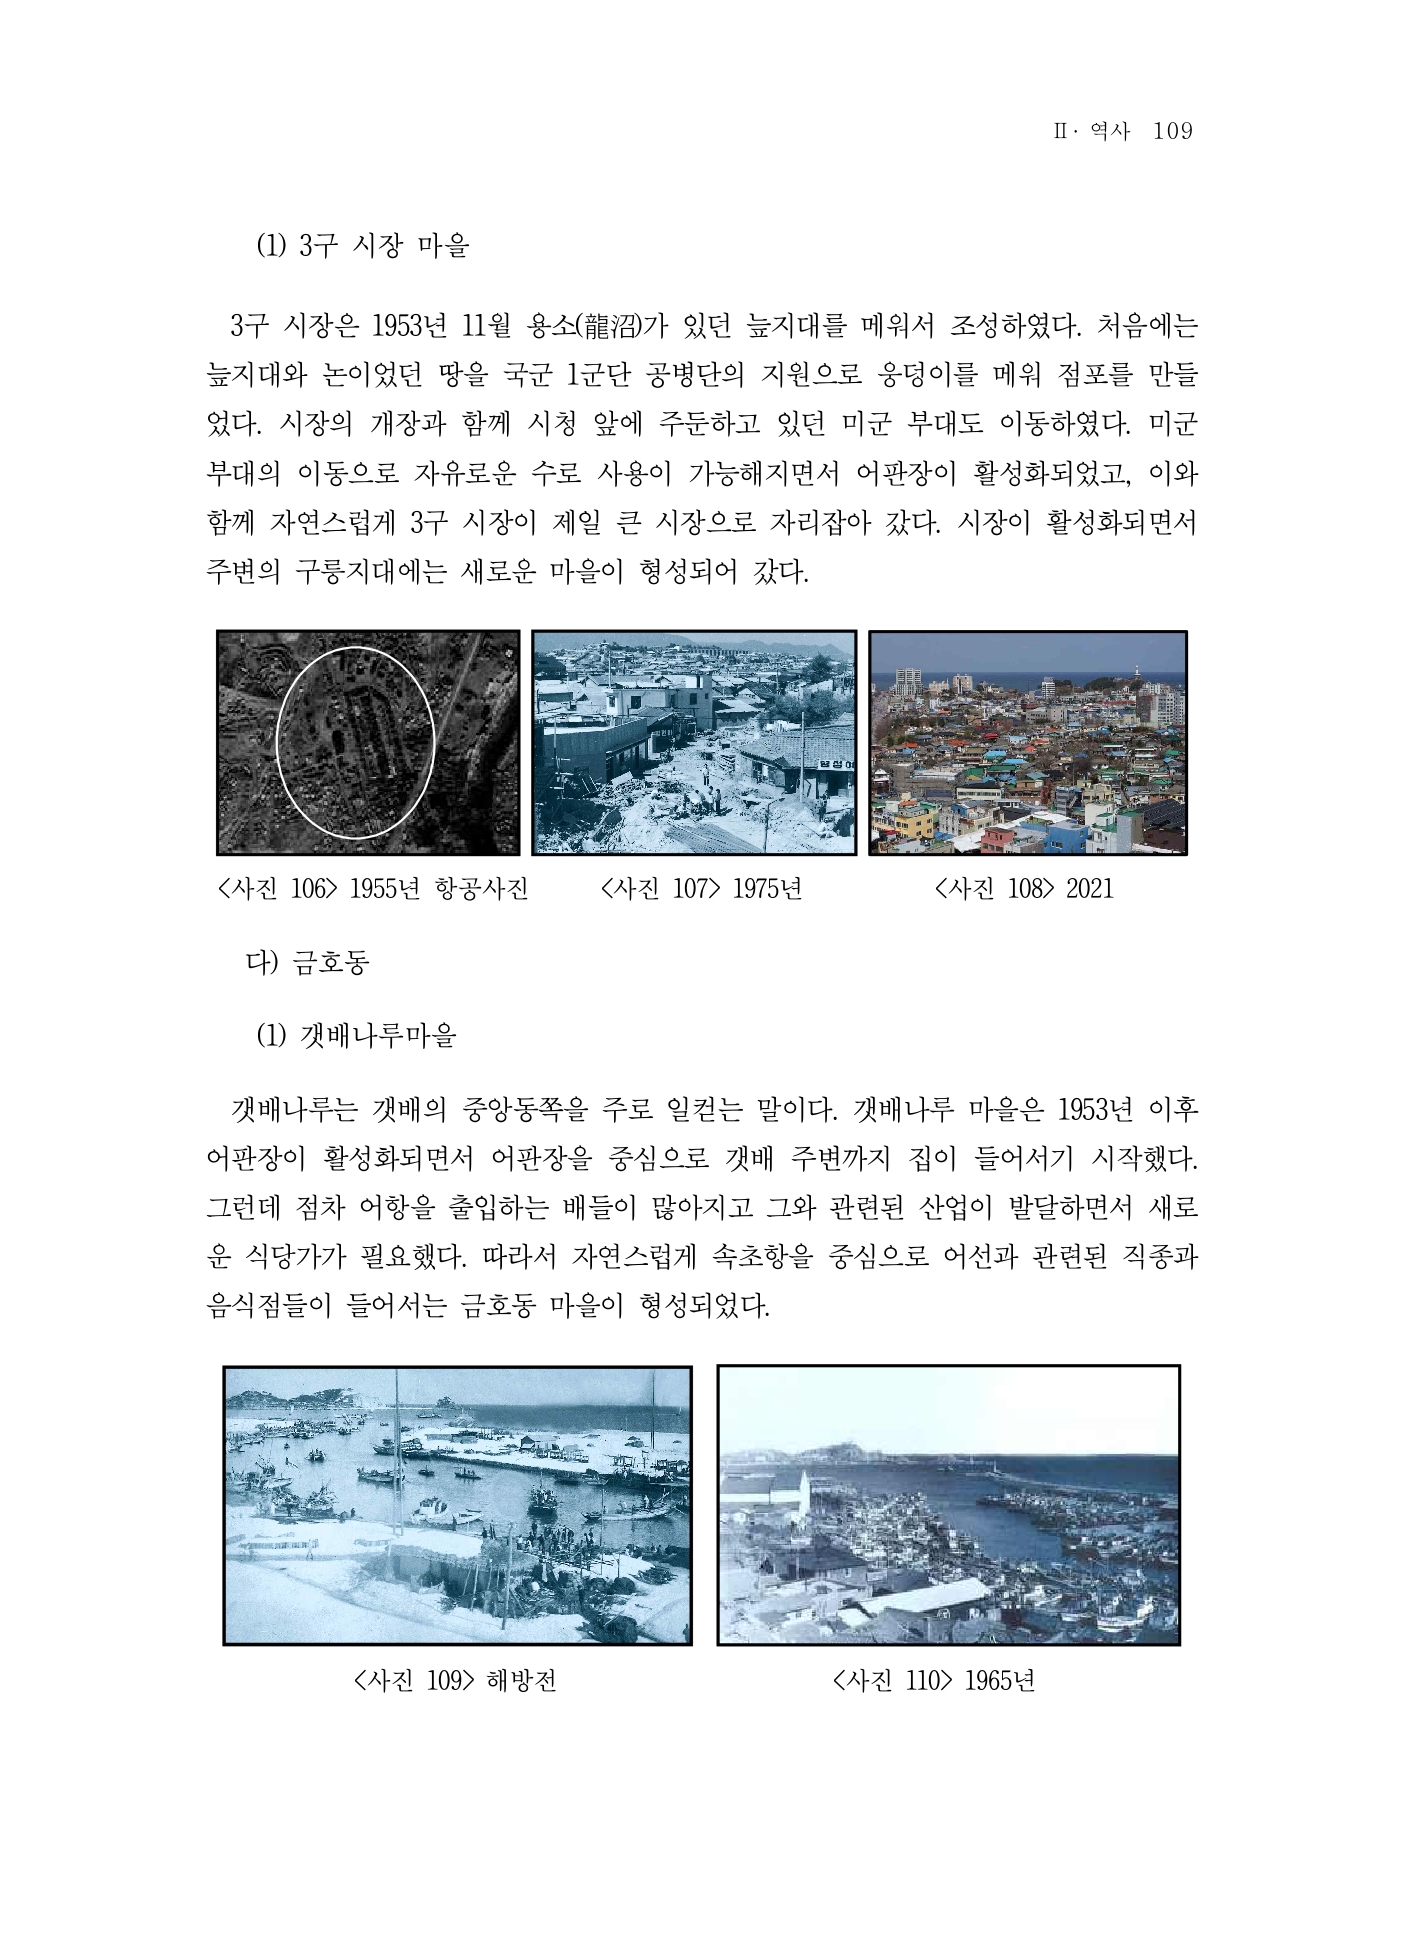 Ⅱ· 역사 109
(1) 3구 시장 마을
3구 시장은 1953년 11월 용소(龍沼)가 있던 늪지대를 메워서 조성하였다. 처음에는
늪지대와 논이었던 땅을 국군 1군단 공병단의 지원으로 웅덩이를 메워 점포를 만들
었다. 시장의 개장과 함께 시청 앞에 주둔하고 있던 미군 부대도 이동하였다. 미군
부대의 이동으로 자유로운 수로 사용이 가능해지면서 어판장이 활성화되었고, 이와
함께 자연스럽게 3구 시장이 제일 큰 시장으로 자리잡아 갔다. 시장이 활성화되면서
주변의 구릉지대에는 새로운 마을이 형성되어 갔다.
<사진 106> 1955년 항공사진
<사진 107> 1975년
<사진 108> 2021
다) 금호동
(1) 갯배나루마을
갯배나루는 갯배의 중앙동쪽을 주로 일컫는 말이다. 갯배나루 마을은 1953년 이후
어판장이 활성화되면서 어판장을 중심으로 갯배 주변까지 집이 들어서기 시작했다.
그런데 점차 어항을 출입하는 배들이 많아지고 그와 관련된 산업이 발달하면서 새로
운 식당가가 필요했다. 따라서 자연스럽게 속초항을 중심으로 어선과 관련된 직종과
음식점들이 들어서는 금호동 마을이 형성되었다.
<사진 109> 해방전
<사진 110> 1965년